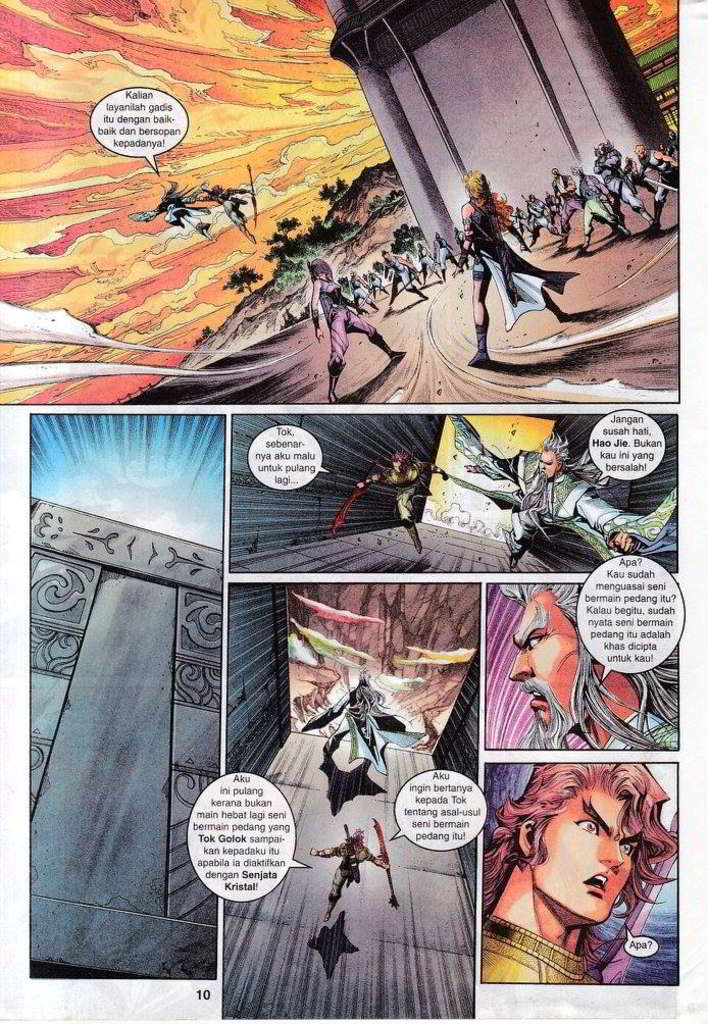 Kalian
layanilah gadis
itu dengan baik-
baik dan bersopan
kepadanya!
Tok,
sebenar-
nya aku malu
untuk pulang
lagi...
Jangan
susah hati,
Hao Jie. Bukan
kau ini yang
bersalah!
Aku
ini pulang
kerana bukan
main hebat lagi seni
bermain pedang yang
Tok Golok sampai-
kan kepadaku itu
apabila ia diaktifkan
dengan Senjata
Kristal!
Aku
ingin bertanya
kepada Tok
tentang asal-usul
seni bermain
pedang itu!
Apa?
Kau sudah
menguasai seni
bermain pedang itu?
Kalau begitu, sudah
nyata seni bermain
pedang itu adalah
khas dicipta
untuk kau!
Apa?
10